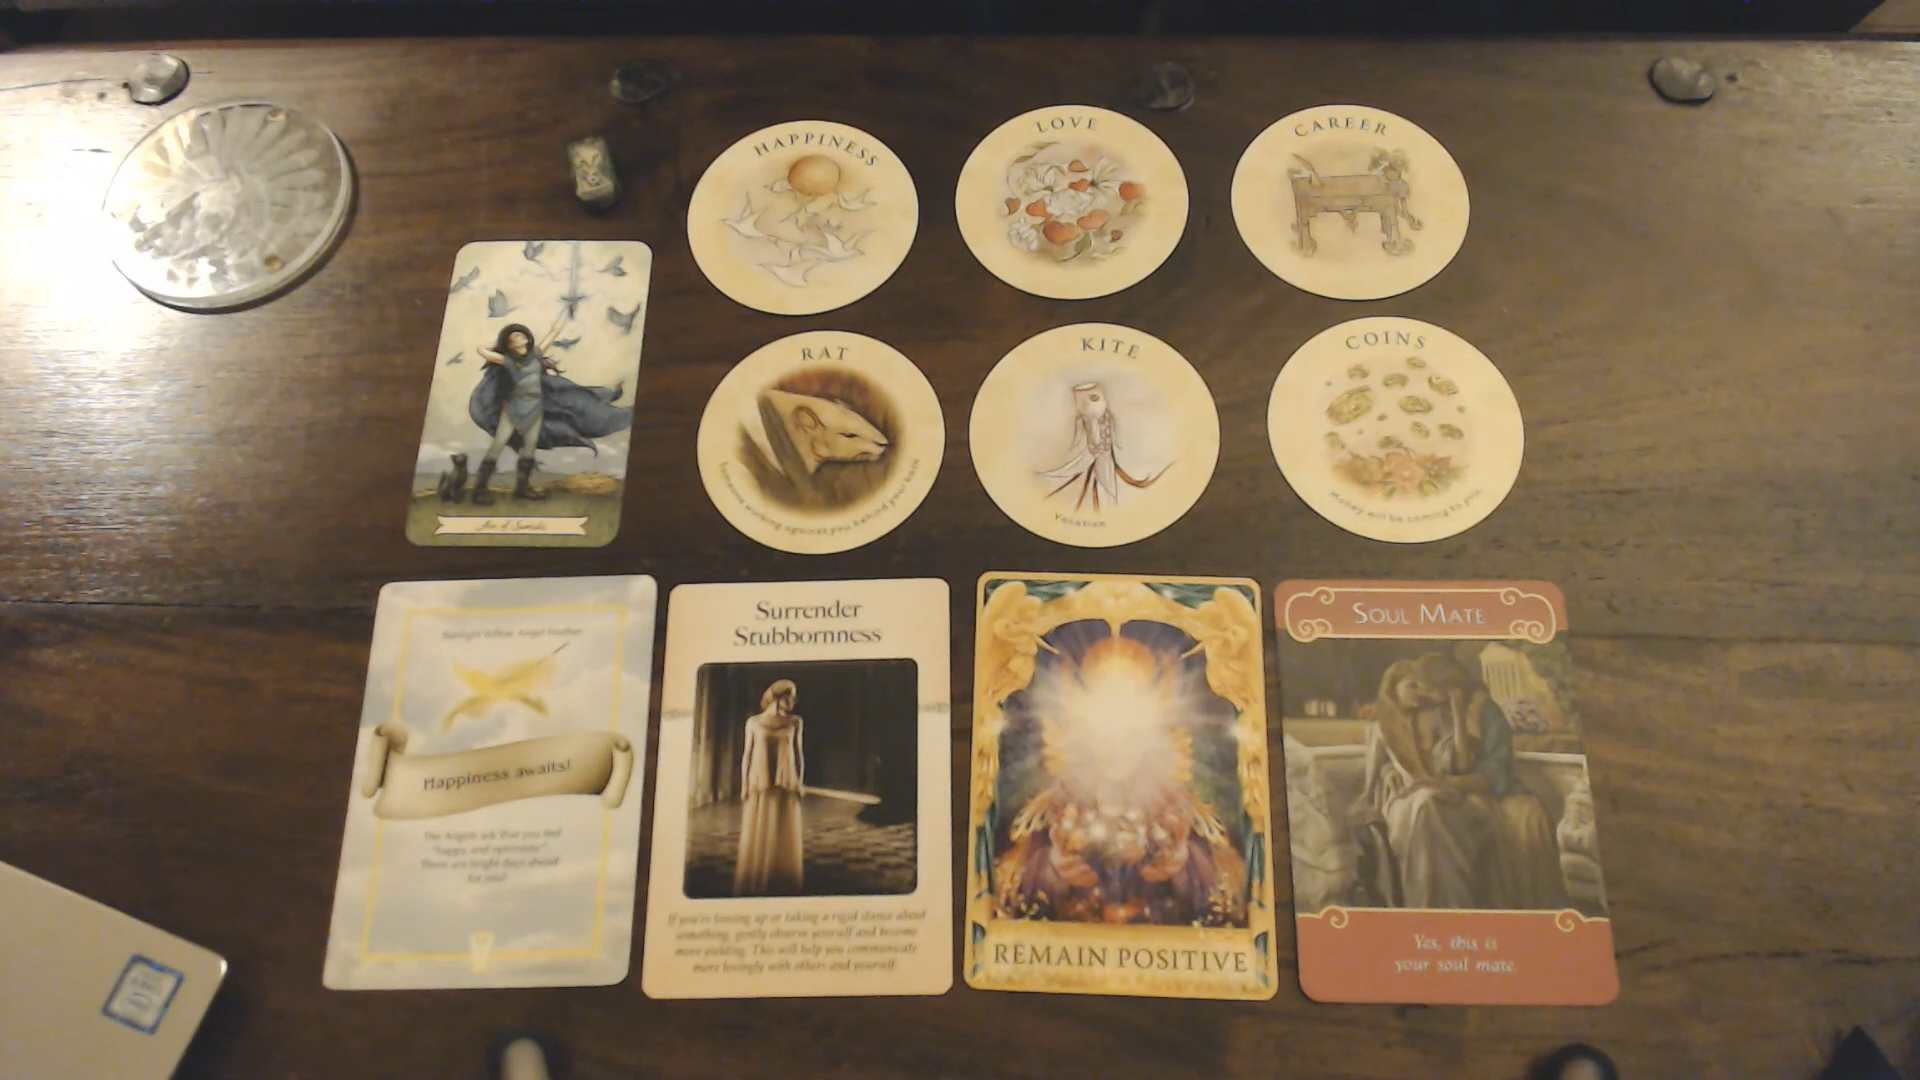 HAPPINESS
LOVE
CAREER
RAT
Someone working against you behind your back
KITE
Vacation
COINS
Money will be coming to you.
Ace of Swords
Happiness awaits!
The Angels ask that you feel
"happy and optimistic".
There are bright days ahead
for you!
Surrender
Stubbornness
If you're tensing up or taking a rigid stance about
something, gently observe yourself and become
more yielding. This will help you communicate
more lovingly with others and yourself.
REMAIN POSITIVE
SOUL MATE
Yes, this is
your soul mate.